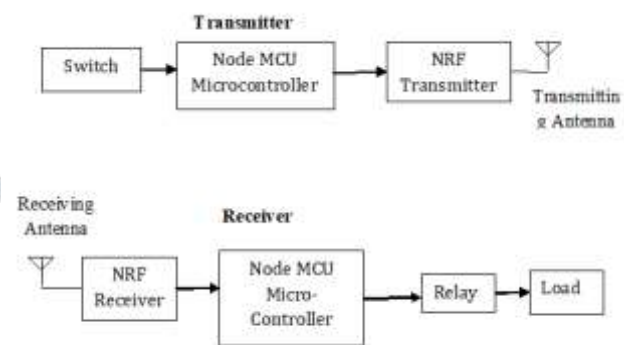 Transmitter
Switch
Node MCU
Microcontroller
NRF
Transmitter
Transmittin
g Antenna
Receiving
Antenna
Receiver
NRF
Receiver
Node MCU
Micro-
Controller
Relay
Load